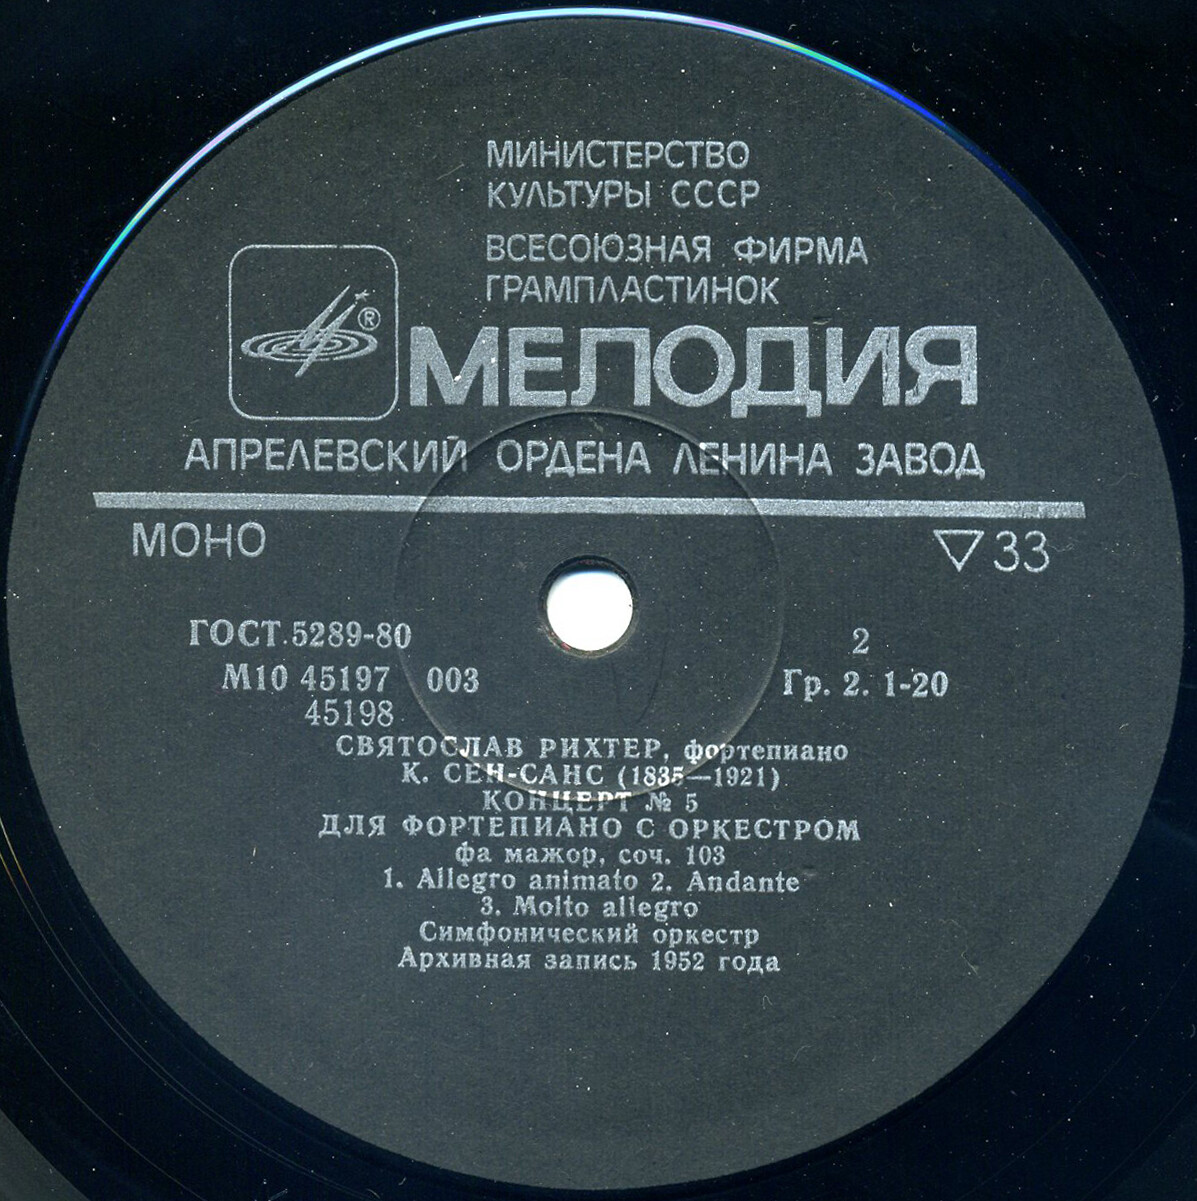 МИНИСТЕРСТВО
КУЛЬТУРЫ СССР
ВСЕСОЮЗНАЯ ФИРМА
ГРАМПЛАСТИНОК
®
МЕЛОДИЯ
АПРЕЛЕВСКИЙ ОРДЕНА ЛЕНИНА ЗАВОД
МОНО
▽ 33
ГОСТ 5289-80
2
М10 45197 003
Гр. 2. 1-20
45198
СВЯТОСЛАВ РИХТЕР, фортепиано
К. СЕН-САНС (1835—1921)
КОНЦЕРТ № 5
ДЛЯ ФОРТЕПИАНО С ОРКЕСТРОМ
фа мажор, соч. 103
1. Allegro animato 2. Andante
3. Molto allegro
Симфонический оркестр
Архивная запись 1952 года